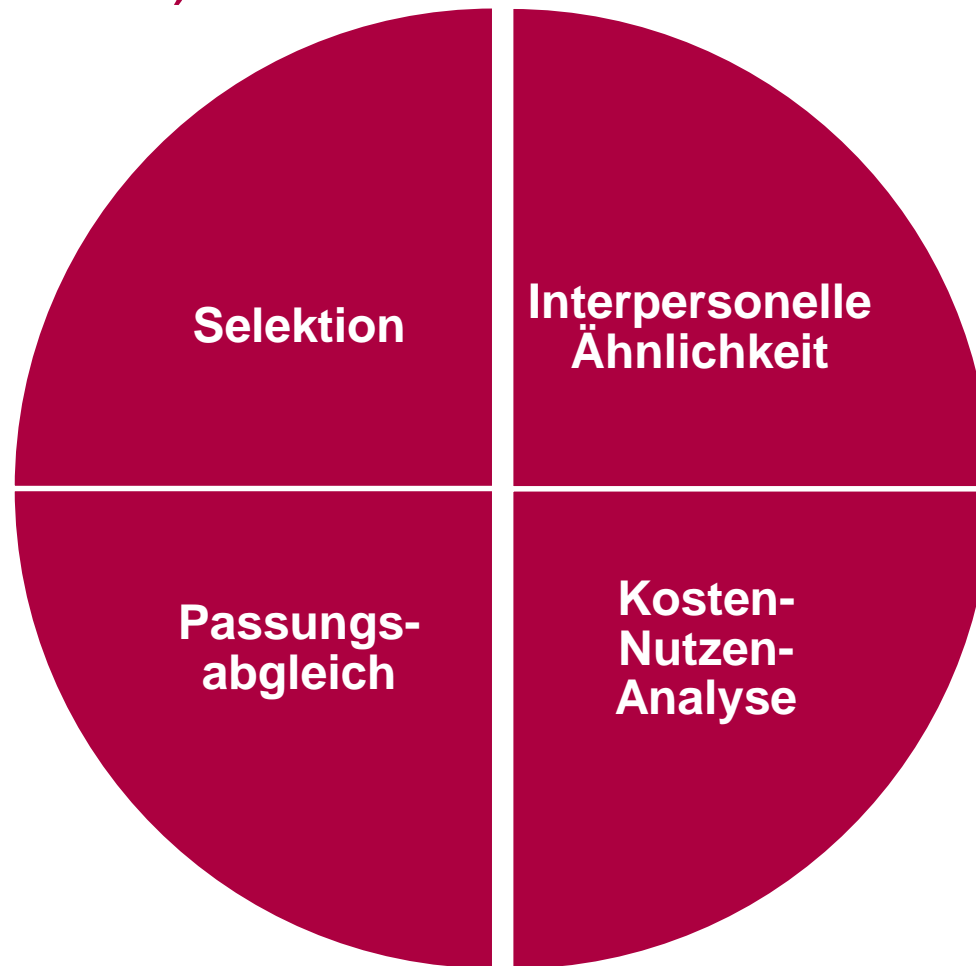 Selektion
Interpersonelle
Ähnlichkeit
Passungs-
abgleich
Kosten-
Nutzen-
Analyse